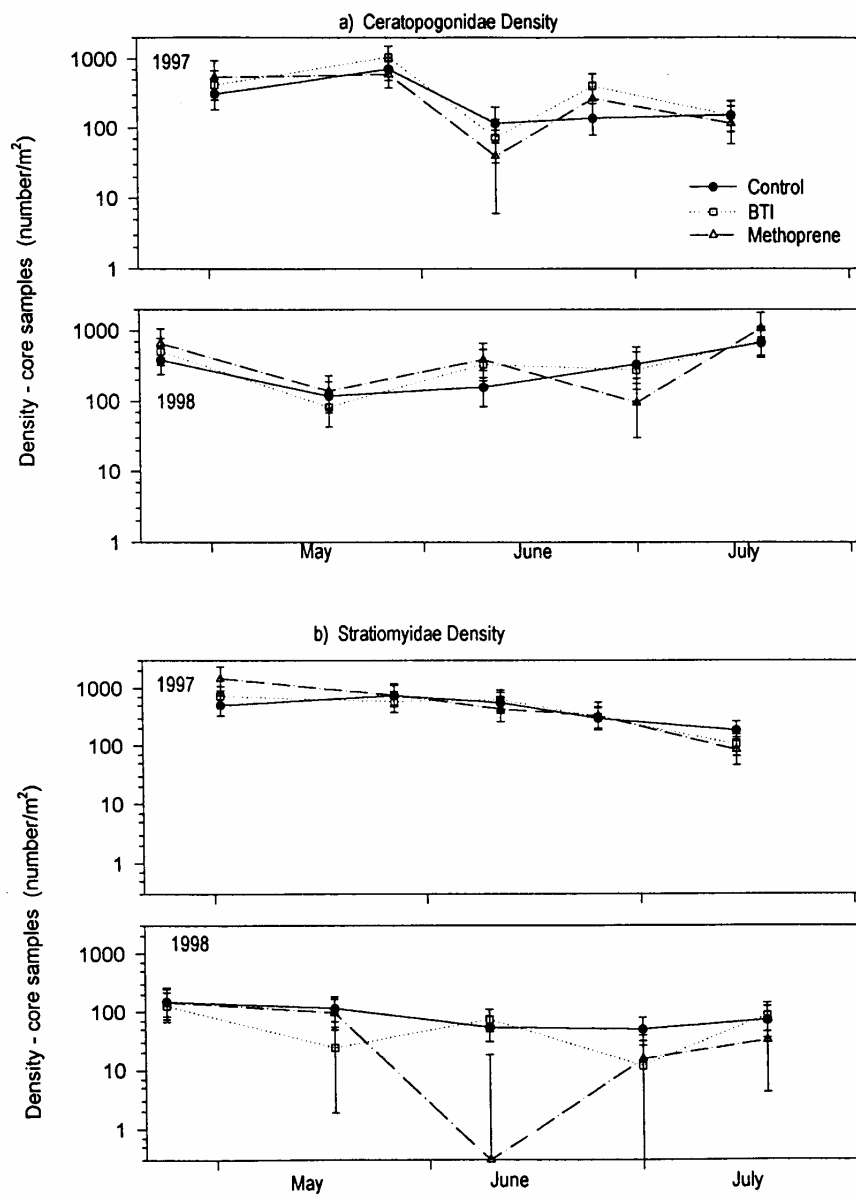 a) Ceratopogonidae Density
1997
1000
100
10
1
Control
BTI
Methoprene
Density - core samples (number/m²)
1000
1998
100
10
1
May June July
b) Stratiomyidae Density
1997
1000
100
10
1
Density - core samples (number/m²)
1998
1000
100
10
1
May June July